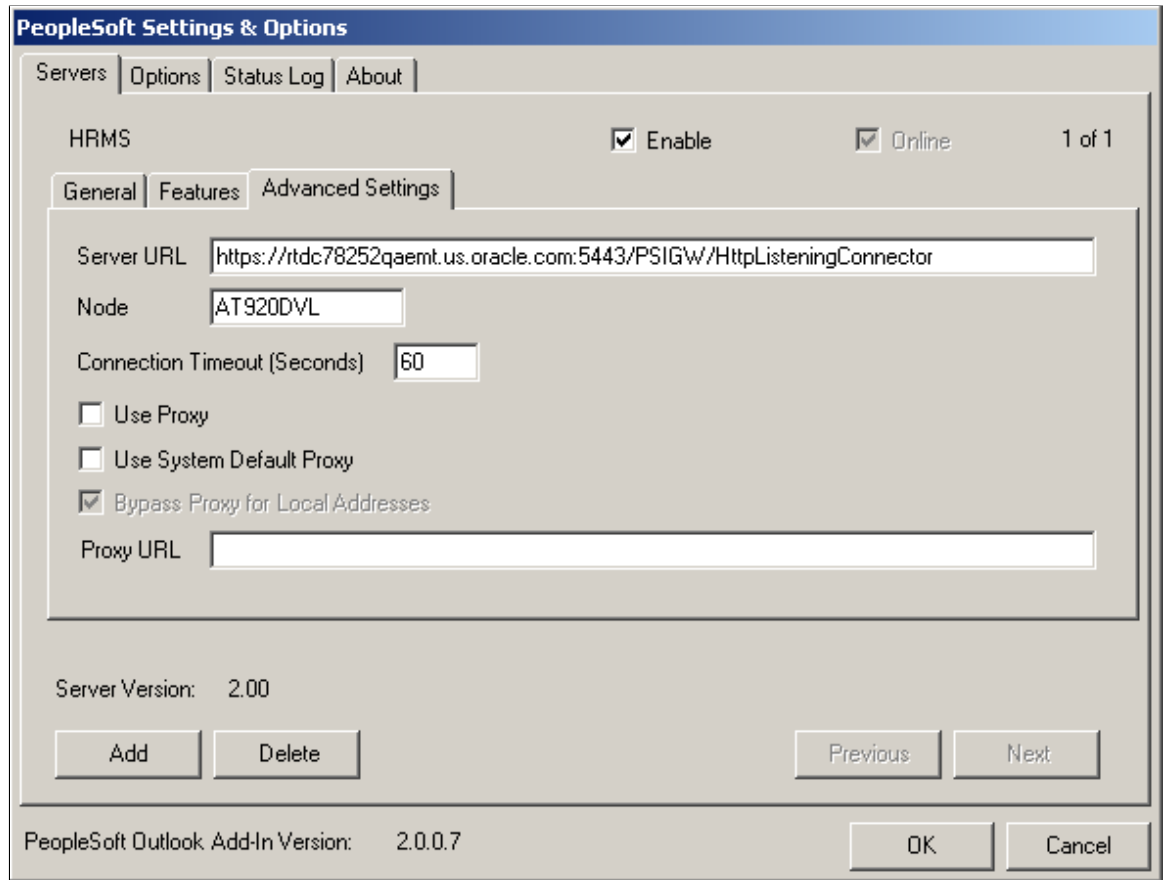 PeopleSoft Settings & Options
Servers Options Status Log About
HRMS Enable Online 1 of 1
General Features Advanced Settings
Server URL https://rtdc78252qaemt.us.oracle.com:5443/PSIGW/HttpListeningConnector
Node AT920DVL
Connection Timeout (Seconds) 60
Use Proxy
Use System Default Proxy
Bypass Proxy for Local Addresses
Proxy URL
Server Version: 2.00
Add Delete Previous Next
PeopleSoft Outlook Add-In Version: 2.0.0.7 OK Cancel